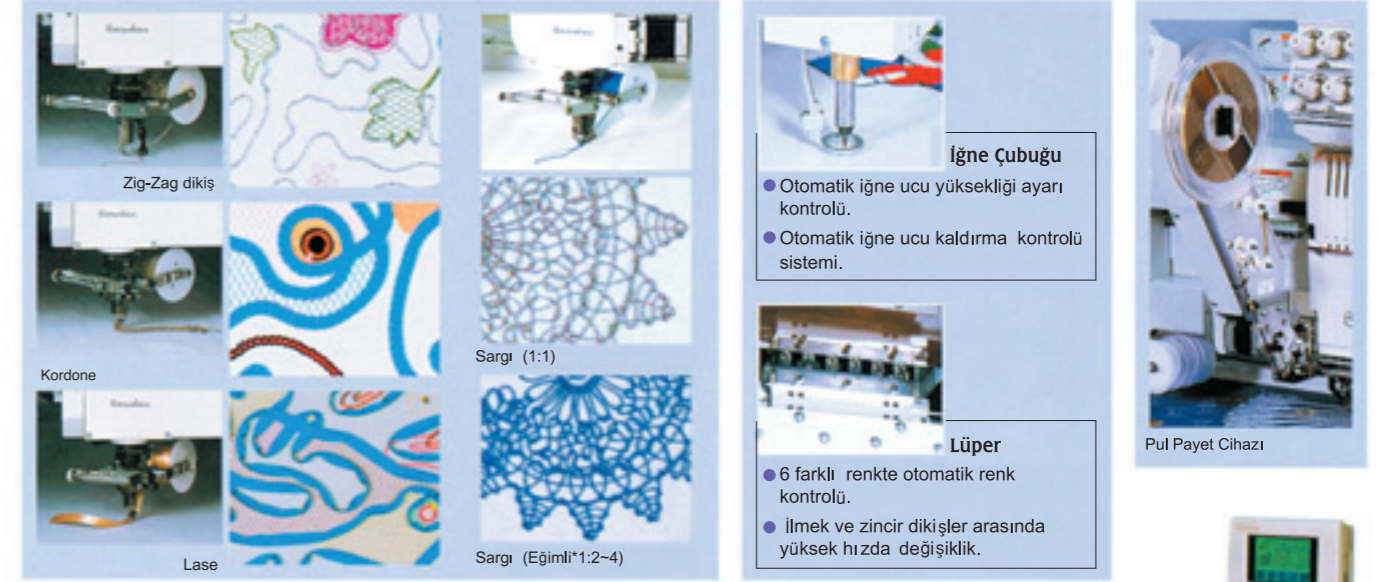 Zig-Zag dikiş
Kordone
Lase
Sargı (1:1)
Sargı (Eğimli*1:2~4)
İğne Çubuğu
Otomatik iğne ucu yüksekliği ayarı
kontrolü.
Otomatik iğne ucu kaldırma kontrolü
sistemi.
Lüper
6 farklı renkte otomatik renk
kontrolü.
İlmek ve zincir dikişler arasında
yüksek hızda değişiklik.
Pul Payet Cihazı